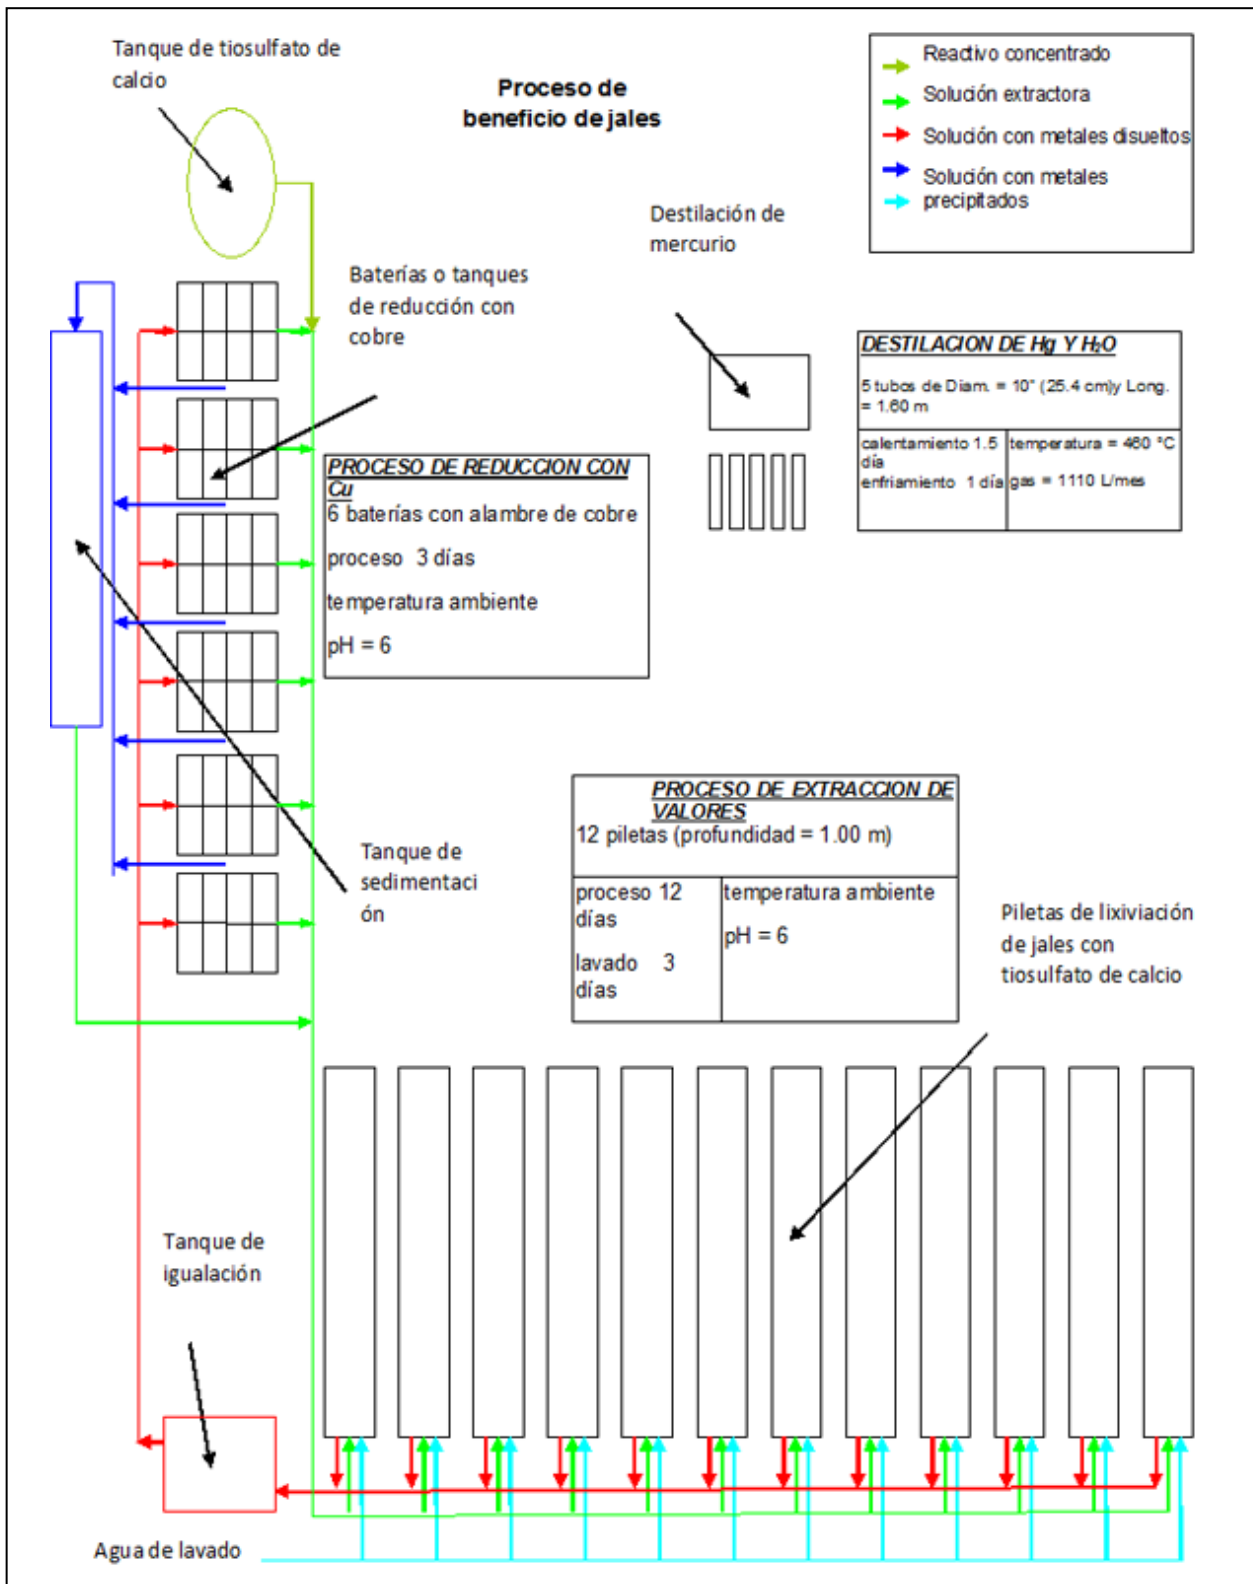 Tanque de tiosulfato de
calcio
Proceso de
beneficio de jales
Reactivo concentrado
Solución extractora
Solución con metales disueltos
Solución con metales
precipitados
Destilación de
mercurio
Baterías o tanques
de reducción con
cobre
DESTILACION DE Hg Y H₂O
5 tubos de Diam. = 10" (25.4 cm)y Long.
= 1.60 m
calentamiento 1.5
día
enfriamiento 1 día
temperatura = 460 °C
gas = 1110 L/mes
PROCESO DE REDUCCION CON
Cu
6 baterías con alambre de cobre
proceso 3 días
temperatura ambiente
pH = 6
PROCESO DE EXTRACCION DE
VALORES
12 piletas (profundidad = 1.00 m)
proceso 12
días
lavado 3
días
temperatura ambiente
pH = 6
Tanque de
sedimentaci
ón
Piletas de lixiviación
de jales con
tiosulfato de calcio
Tanque de
igualación
Agua de lavado